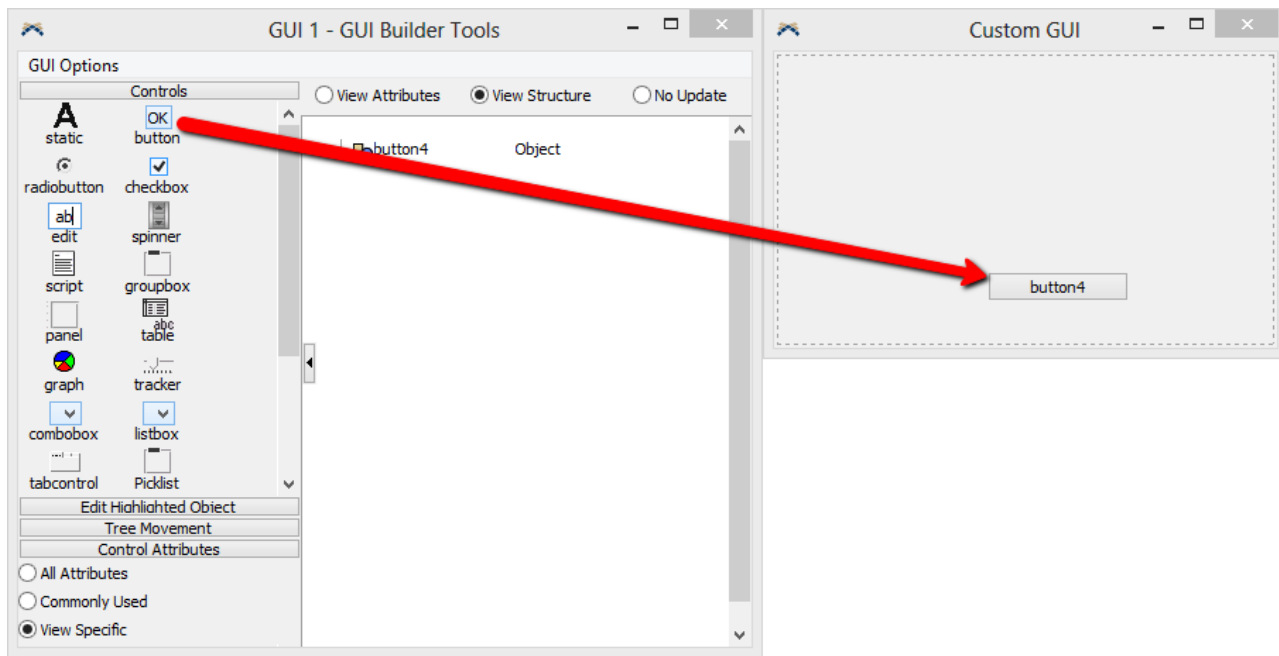 GUI 1 - GUI Builder Tools
GUI Options
Controls
static
OK
button
radiobutton
checkbox
ab
edit
spinner
script
groupbox
panel
abc
table
graph
tracker
combobox
listbox
tabcontrol
Picklist
Edit Highlighted Object
Tree Movement
Control Attributes
All Attributes
Commonly Used
View Specific
View Attributes
View Structure
No Update
button4 Object
Custom GUI
button4